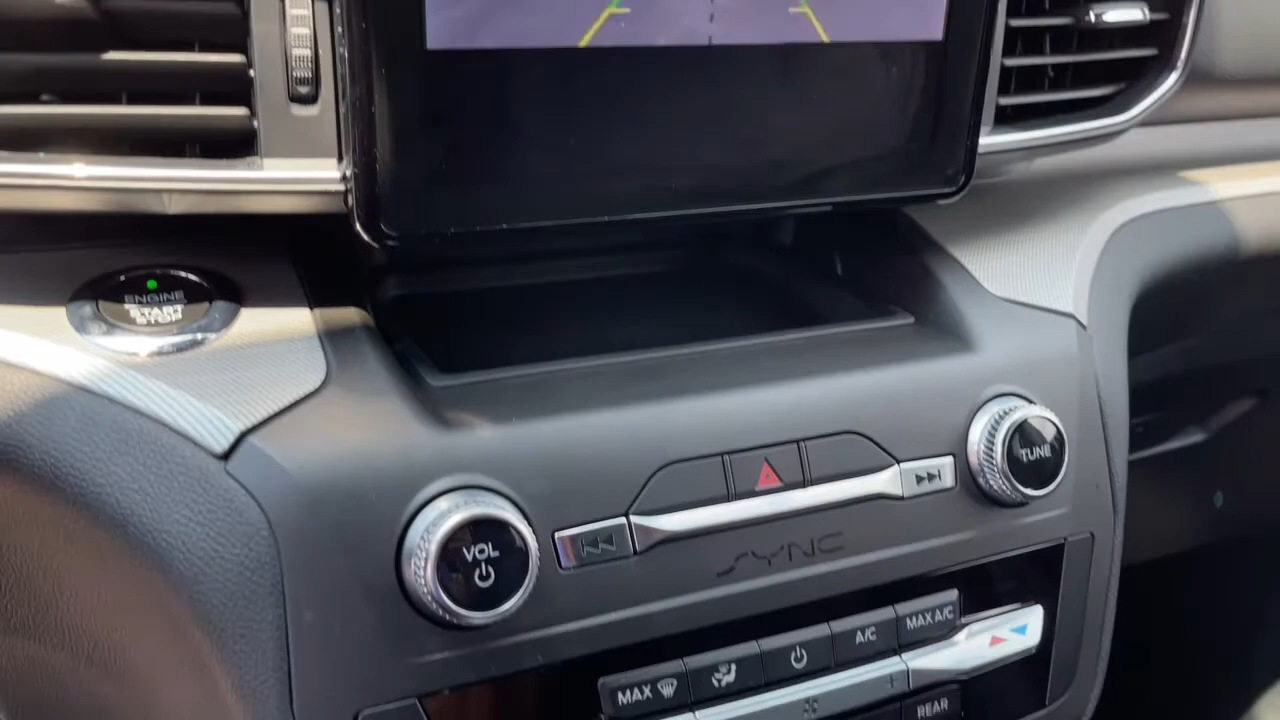 ENGINE
START
STOP
TUNE
VOL
SYNC
MAX A/C
A/C
MAX
REAR